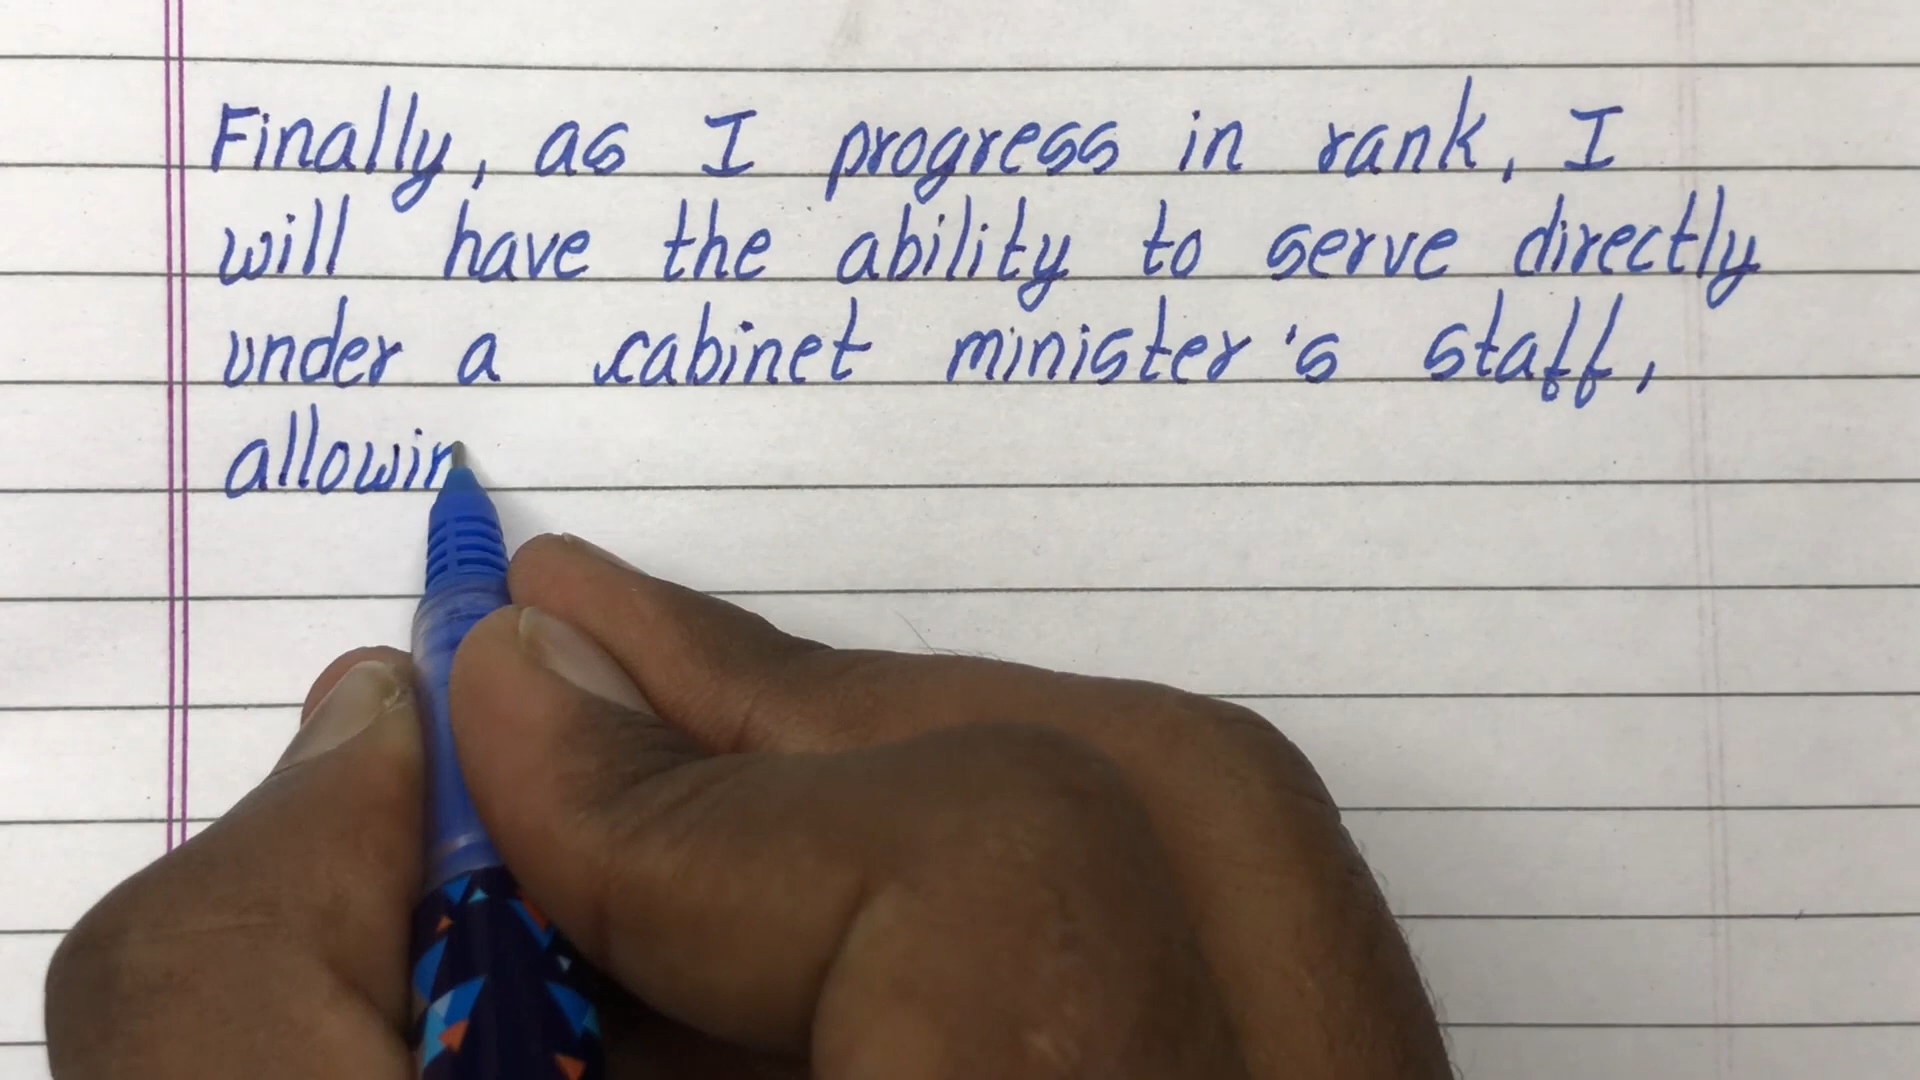 Finally, as I progress in rank, I
will have the ability to serve directly
under a cabinet minister's staff,
allowin